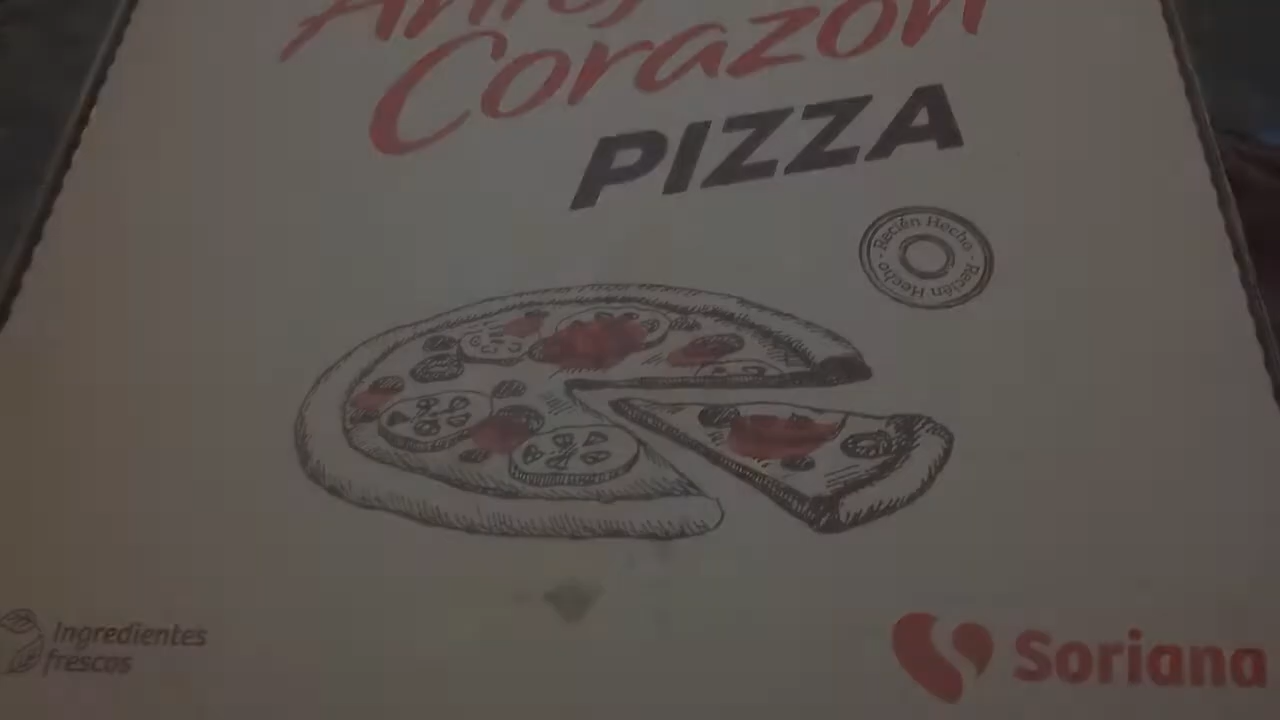 Corazón
PIZZA
Recién Hecho - Recién Hecho -
Ingredientes
frescos
Soriana